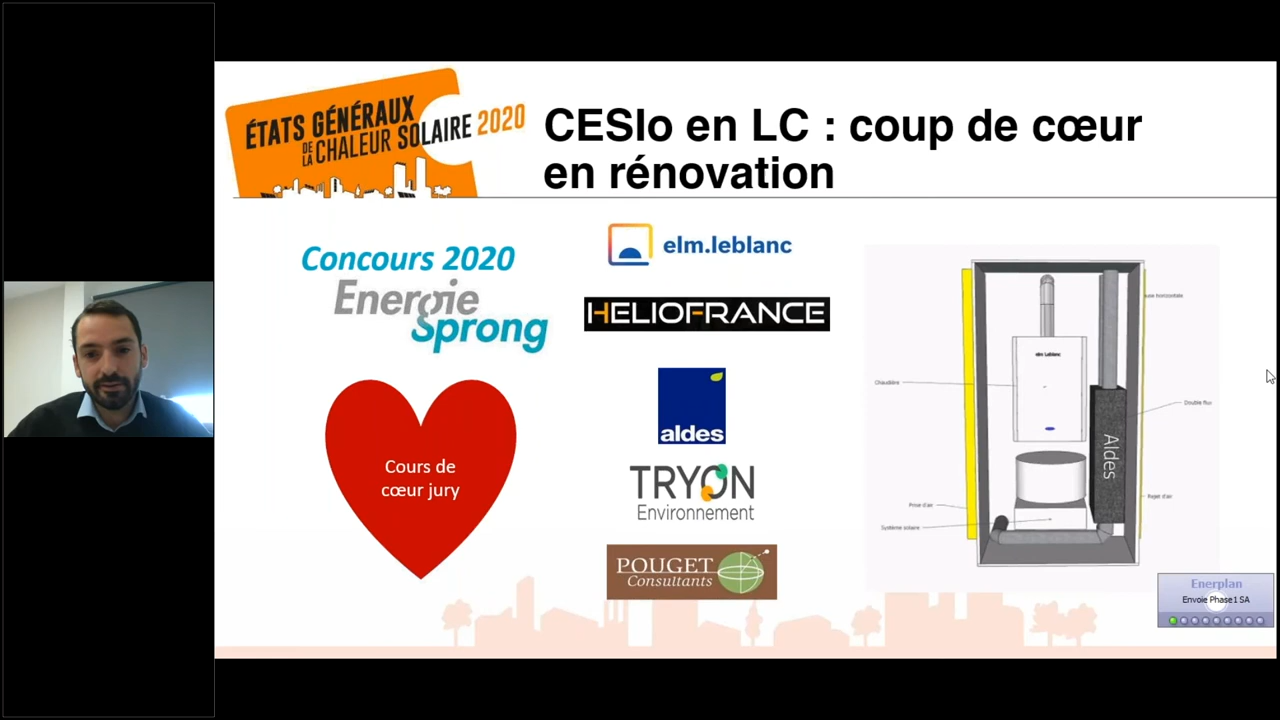 ÉTATS GÉNÉRAUX
DE LA CHALEUR SOLAIRE 2020
CESIo en LC : coup de cœur
en rénovation
Concours 2020
Energie
Sprong
Cours de
cœur jury
elm.leblanc
HELIOFRANCE
aldes
TRYON
Environnement
POUGET
Consultants
elm leblanc
Chaudière
Double flux
Aldes
Prise d'air
Rejet d'air
Système solaire
horizontale
Enerplan
Envoie Phase1 SA